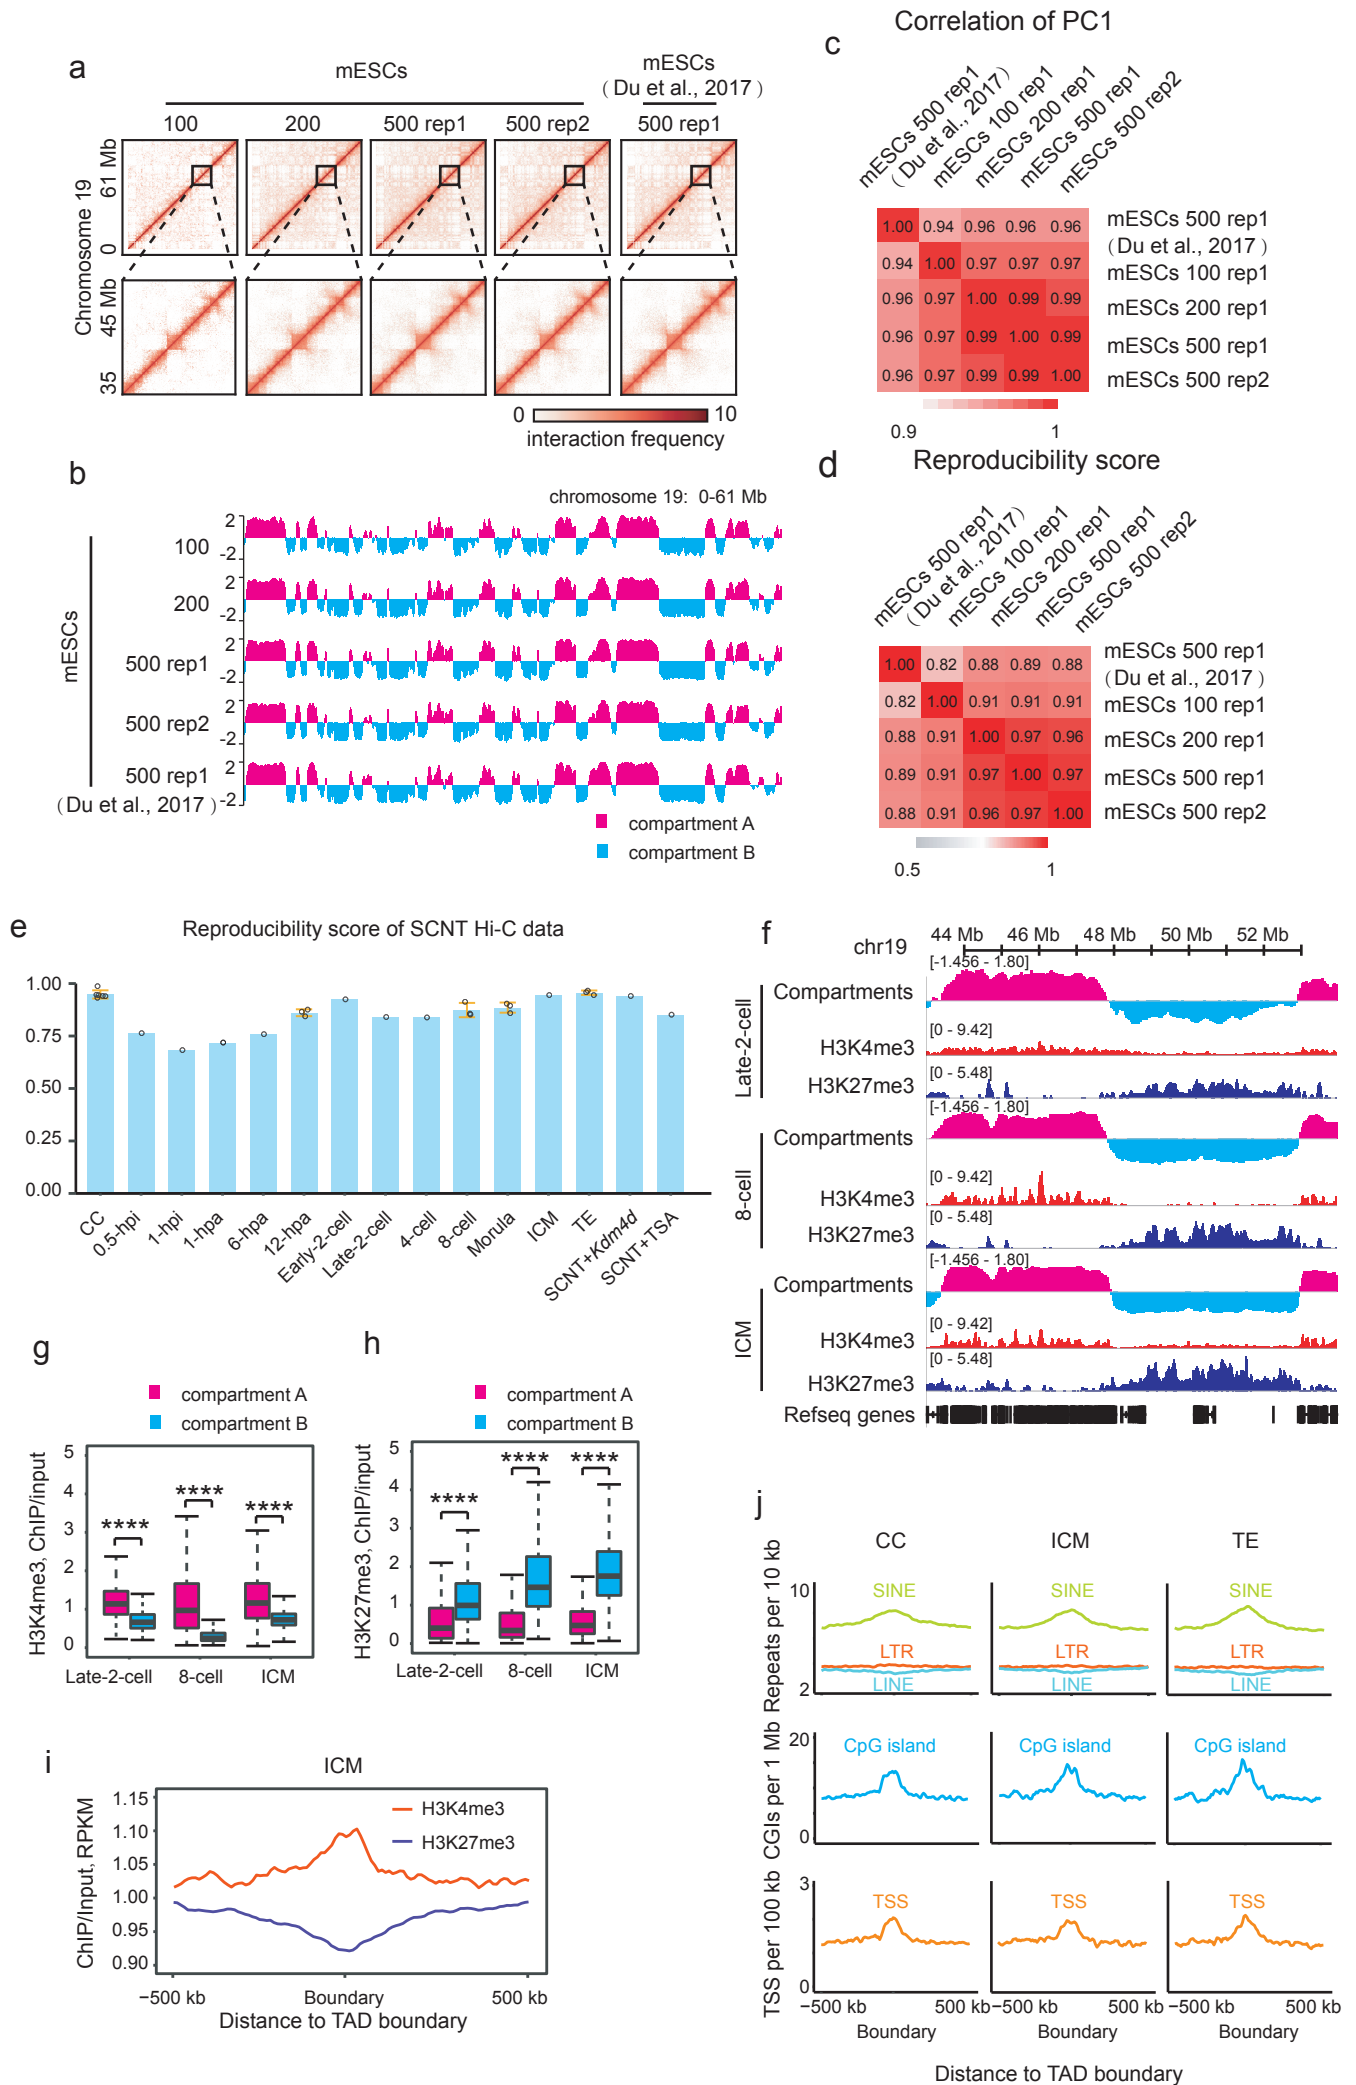 a
mESCs
mESCs
(Du et al., 2017)
100
200
500 rep1
500 rep2
500 rep1
Chromosome 19
0
61 Mb
35
45 Mb
0
10
interaction frequency
b
chromosome 19: 0-61 Mb
mESCs
2
100
-2
2
200
-2
2
500 rep1
-2
2
500 rep2
-2
2
500 rep1
(Du et al., 2017)
-2
compartment A
compartment B
Correlation of PC1
c
mESCs 500 rep1
(Du et al., 2017)
mESCs 100 rep1
mESCs 200 rep1
mESCs 500 rep1
mESCs 500 rep2
1.00 0.94 0.96 0.96 0.96
mESCs 500 rep1
(Du et al., 2017)
0.94 1.00 0.97 0.97 0.97
mESCs 100 rep1
0.96 0.97 1.00 0.99 0.99
mESCs 200 rep1
0.96 0.97 0.99 1.00 0.99
mESCs 500 rep1
0.96 0.97 0.99 0.99 1.00
mESCs 500 rep2
0.9
1
d
Reproducibility score
mESCs 500 rep1
(Du et al., 2017)
mESCs 100 rep1
mESCs 200 rep1
mESCs 500 rep1
mESCs 500 rep2
1.00 0.82 0.88 0.89 0.88
mESCs 500 rep1
(Du et al., 2017)
0.82 1.00 0.91 0.91 0.91
mESCs 100 rep1
0.88 0.91 1.00 0.97 0.96
mESCs 200 rep1
0.89 0.91 0.97 1.00 0.97
mESCs 500 rep1
0.88 0.91 0.96 0.97 1.00
mESCs 500 rep2
0.5
1
e
Reproducibility score of SCNT Hi-C data
1.00
0.75
0.50
0.25
0.00
CC
0.5-hpi
1-hpi
1-hpa
6-hpa
12-hpa
Early-2-cell
Late-2-cell
4-cell
8-cell
Morula
ICM
TE
SCNT+Kdm4d
SCNT+TSA
f
chr19
44 Mb
46 Mb
48 Mb
50 Mb
52 Mb
Late-2-cell
[-1.456 - 1.80]
Compartments
[0 - 9.42]
H3K4me3
[0 - 5.48]
H3K27me3
8-cell
[-1.456 - 1.80]
Compartments
[0 - 9.42]
H3K4me3
[0 - 5.48]
H3K27me3
ICM
[-1.456 - 1.80]
Compartments
[0 - 9.42]
H3K4me3
[0 - 5.48]
H3K27me3
Refseq genes
g
compartment A
compartment B
H3K4me3, ChIP/input
5
4
3
2
1
0
****
****
****
Late-2-cell
8-cell
ICM
h
compartment A
compartment B
H3K27me3, ChIP/input
5
4
3
2
1
0
****
****
****
Late-2-cell
8-cell
ICM
i
ICM
ChIP/Input, RPKM
1.15
1.10
1.05
1.00
0.95
0.90
H3K4me3
H3K27me3
−500 kb
Boundary
500 kb
Distance to TAD boundary
j
CC
ICM
TE
Repeats per 10 kb
10
2
SINE
LTR
LINE
SINE
LTR
LINE
SINE
LTR
LINE
CGIs per 1 Mb
20
0
CpG island
CpG island
CpG island
TSS per 100 kb
3
0
TSS
TSS
TSS
−500 kb
500 kb
−500 kb
500 kb
−500 kb
500 kb
Boundary
Boundary
Boundary
Distance to TAD boundary